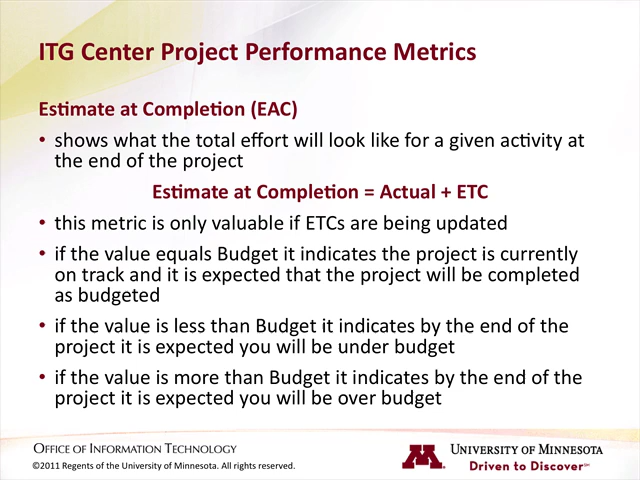 ITG Center Project Performance Metrics
Estimate at Completion (EAC)
• shows what the total effort will look like for a given activity at
the end of the project
Estimate at Completion = Actual + ETC
• this metric is only valuable if ETCs are being updated
• if the value equals Budget it indicates the project is currently
on track and it is expected that the project will be completed
as budgeted
• if the value is less than Budget it indicates by the end of the
project it is expected you will be under budget
• if the value is more than Budget it indicates by the end of the
project it is expected you will be over budget
OFFICE OF INFORMATION TECHNOLOGY
©2011 Regents of the University of Minnesota. All rights reserved.
M
UNIVERSITY OF MINNESOTA
Driven to Discover℠